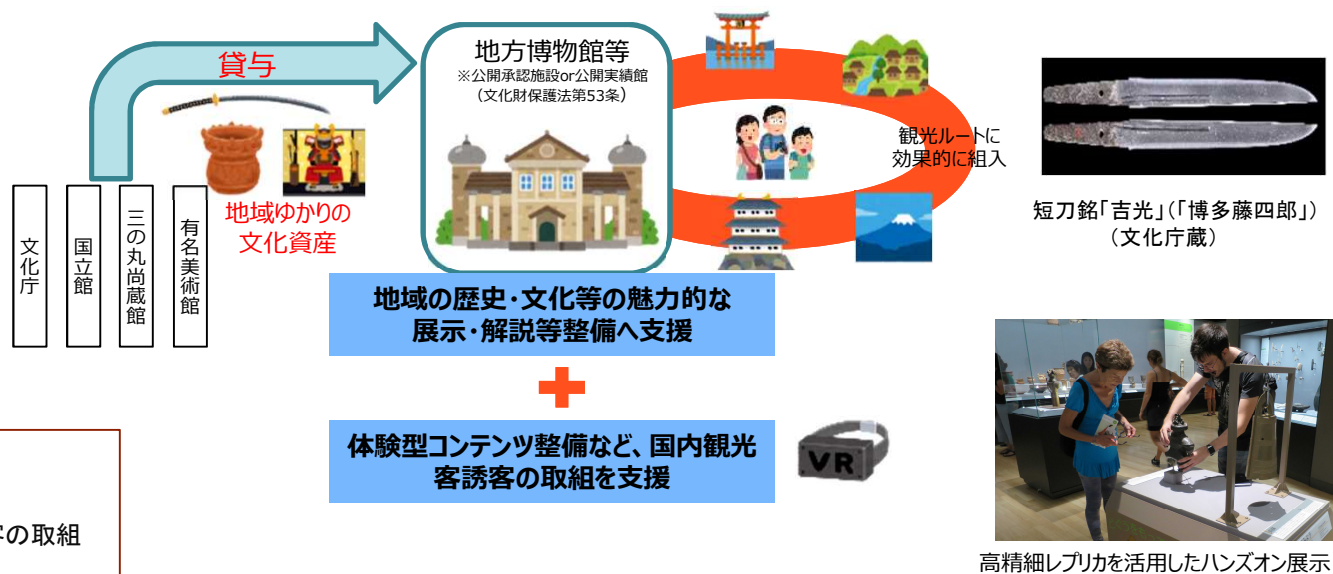 貸与
地方博物館等
※公開承認施設or公開実績館
(文化財保護法第53条)
観光ルートに
効果的に組入
文化庁
国立館
三の丸尚蔵館
有名美術館
地域ゆかりの
文化資産
短刀銘「吉光」(「博多藤四郎」)
(文化庁蔵)
地域の歴史・文化等の魅力的な
展示・解説等整備へ支援
体験型コンテンツ整備など、国内観光
客誘客の取組を支援
VR
の取組
高精細レプリカを活用したハンズオン展示